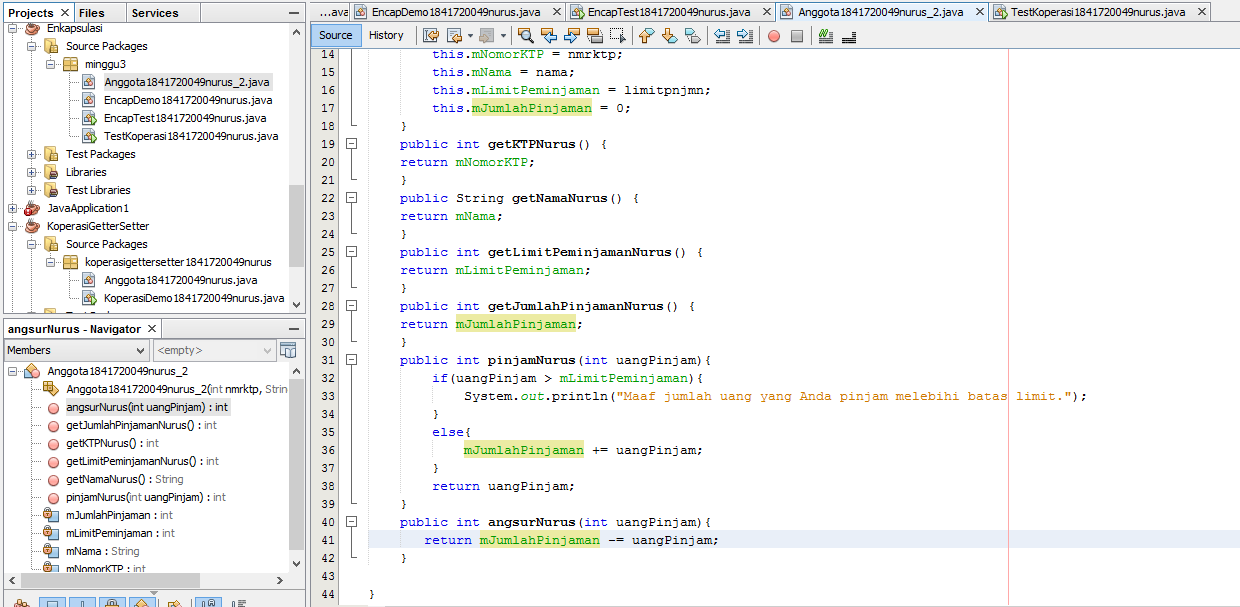 Projects × Files Services
Enkapsulasi
Source Packages
minggu3
Anggota1841720049nurus_2.java
EncapDemo1841720049nurus.java
EncapTest1841720049nurus.java
TestKoperasi1841720049nurus.java
Test Packages
Libraries
Test Libraries
JavaApplication1
KoperasiGetterSetter
Source Packages
koperasigettersetter1841720049nurus
Anggota1841720049nurus.java
KoperasiDemo1841720049nurus.java
angsurNurus - Navigator ×
Members <empty>
Anggota1841720049nurus_2
Anggota1841720049nurus_2(int nmrktp, Strin
angsurNurus(int uangPinjam) : int
getJumlahPinjamanNurus() : int
getKTPNurus() : int
getLimitPeminjamanNurus() : int
getNamaNurus() : String
pinjamNurus(int uangPinjam) : int
mJumlahPinjaman : int
mLimitPeminjaman : int
mNama : String
mNomorKTP : int
...ava EncapDemo1841720049nurus.java × EncapTest1841720049nurus.java × Anggota1841720049nurus_2.java × TestKoperasi1841720049nurus.java ×
Source History
14 this.mNomorKTP = nmrktp;
15 this.mNama = nama;
16 this.mLimitPeminjaman = limitpnjmn;
17 this.mJumlahPinjaman = 0;
18 }
19 public int getKTPNurus() {
20 return mNomorKTP;
21 }
22 public String getNamaNurus() {
23 return mNama;
24 }
25 public int getLimitPeminjamanNurus() {
26 return mLimitPeminjaman;
27 }
28 public int getJumlahPinjamanNurus() {
29 return mJumlahPinjaman;
30 }
31 public int pinjamNurus(int uangPinjam){
32 if(uangPinjam > mLimitPeminjaman){
33 System.out.println("Maaf jumlah uang yang Anda pinjam melebihi batas limit.");
34 }
35 else{
36 mJumlahPinjaman += uangPinjam;
37 }
38 return uangPinjam;
39 }
40 public int angsurNurus(int uangPinjam){
41 return mJumlahPinjaman -= uangPinjam;
42 }
43
44 }